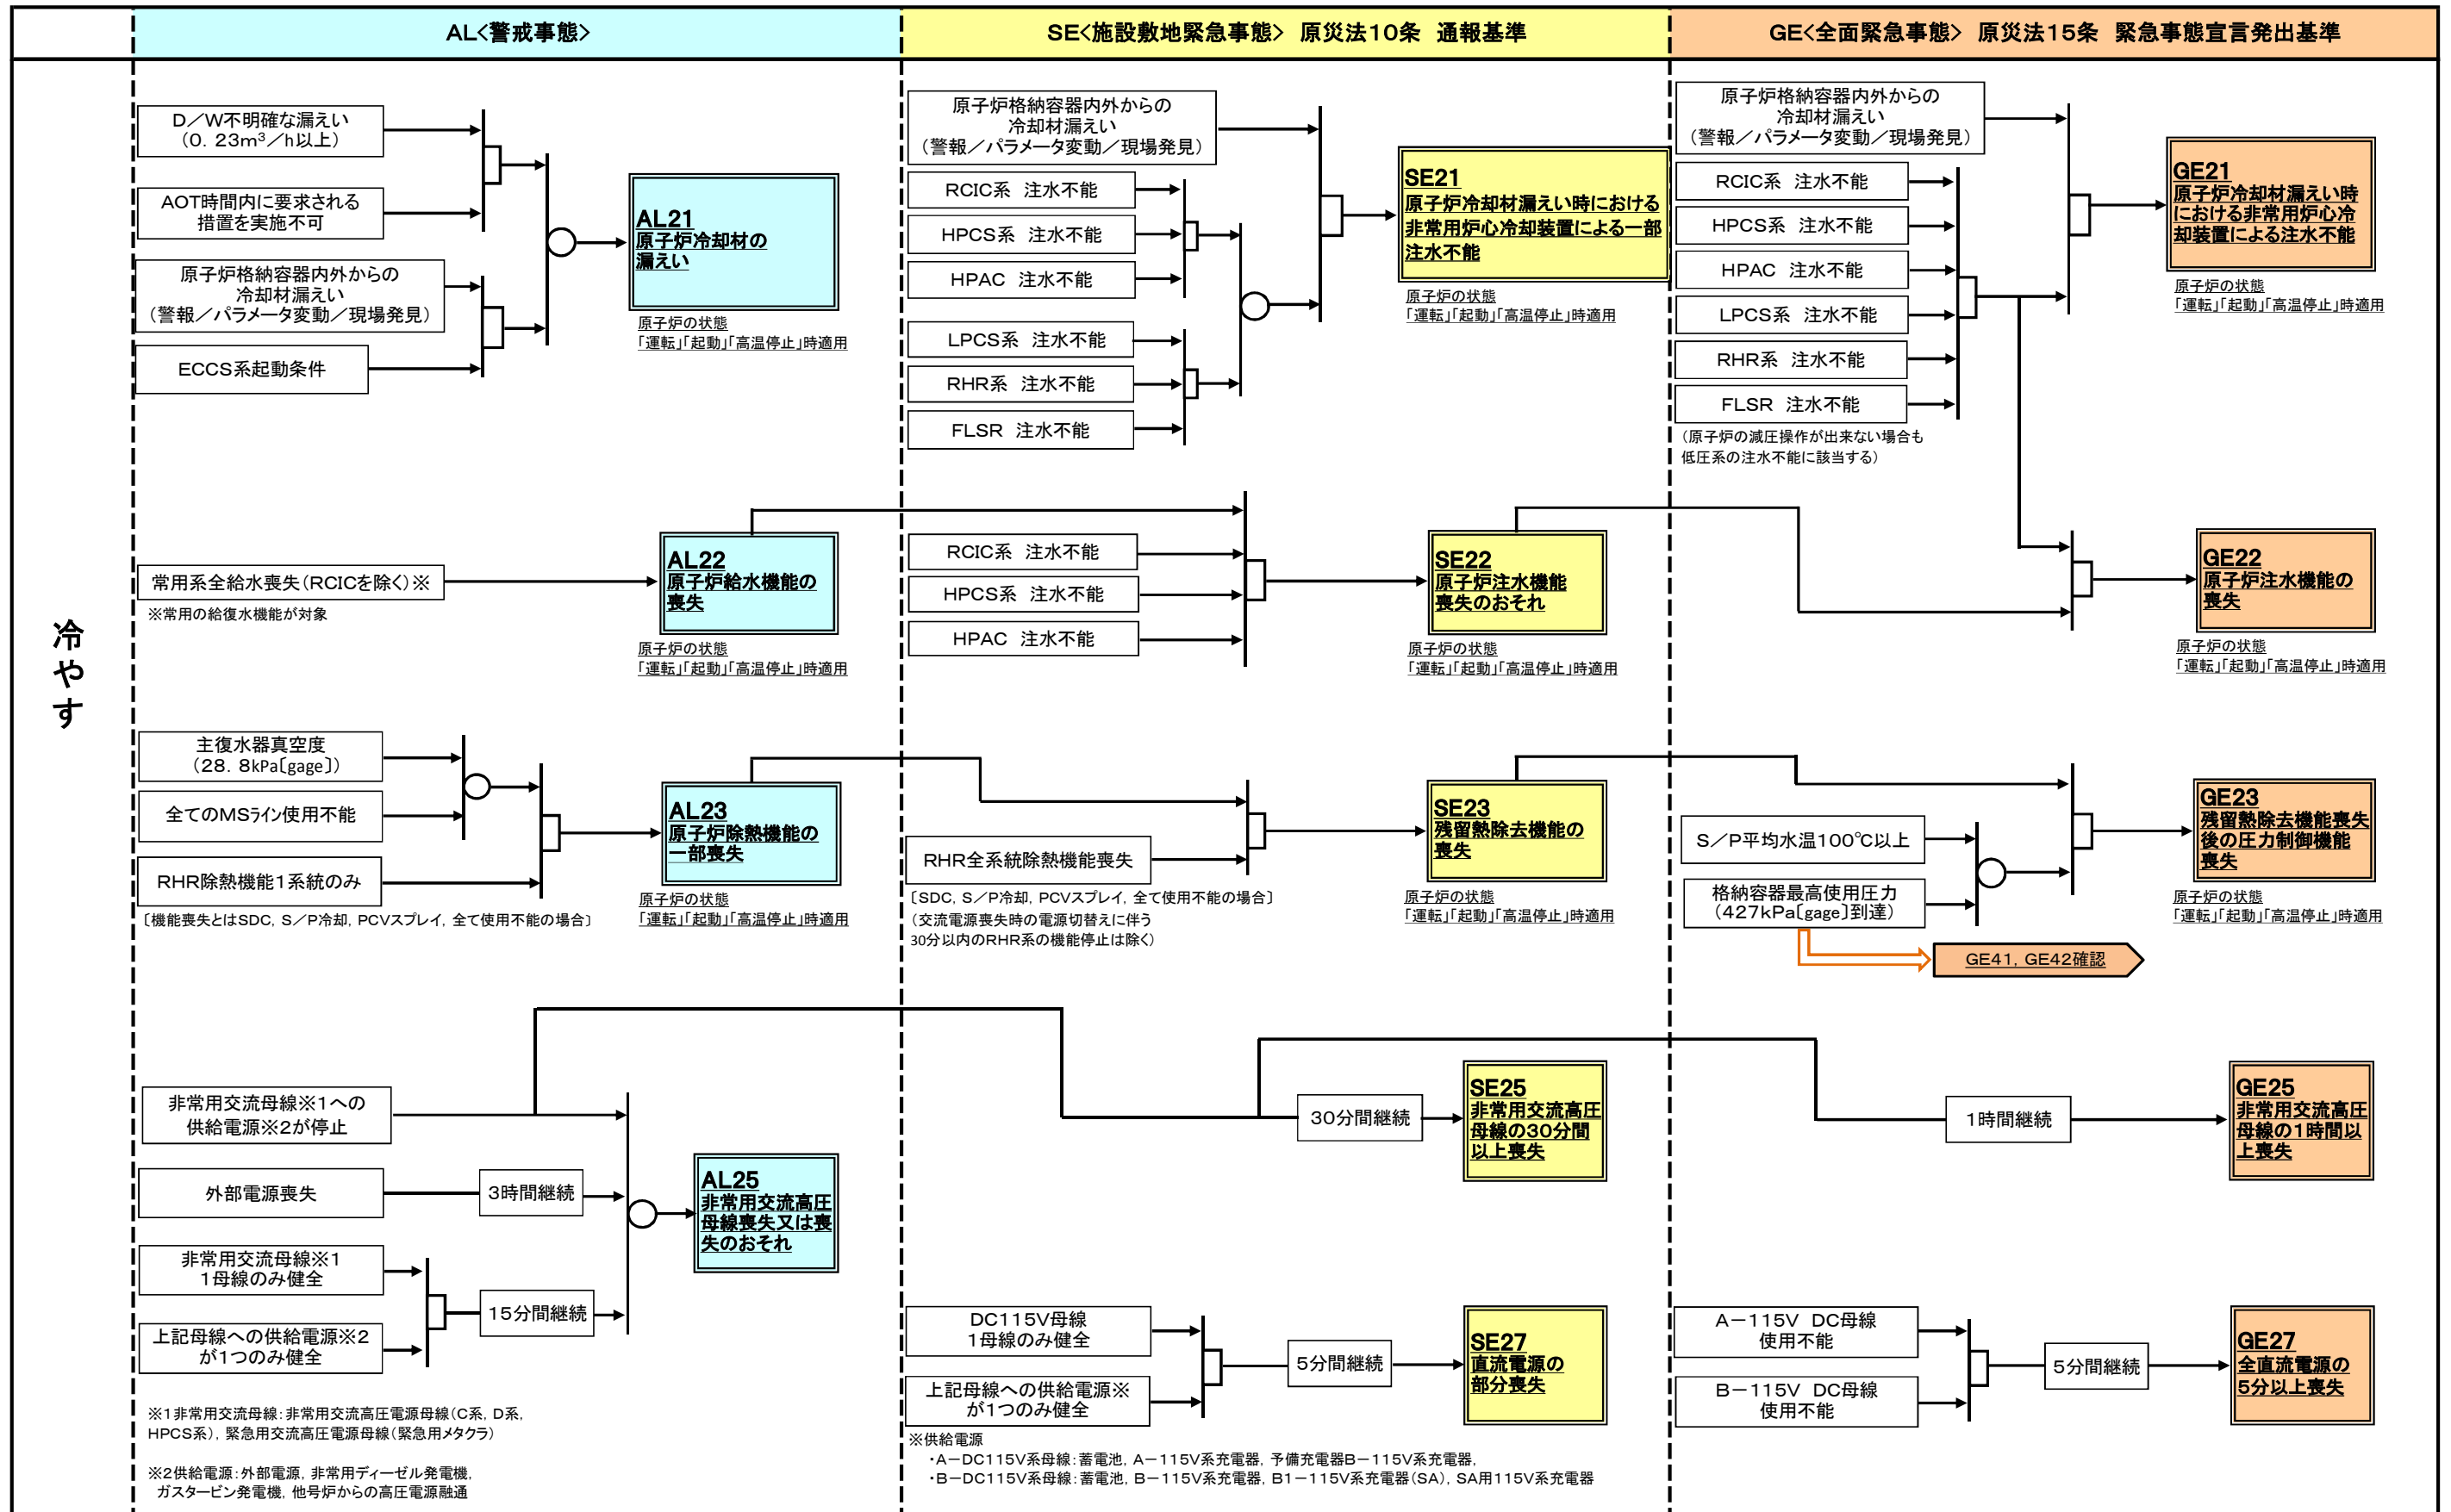 AL<警戒事態>
SE<施設敷地緊急事態> 原災法10条 通報基準
GE<全面緊急事態> 原災法15条 緊急事態宣言発出基準
冷やす
D/W不明確な漏えい
(0.23m³/h以上)
AOT時間内に要求される
措置を実施不可
原子炉格納容器内外からの
冷却材漏えい
(警報/パラメータ変動/現場発見)
ECCS系起動条件
AL21
原子炉冷却材の
漏えい
原子炉の状態
「運転」「起動」「高温停止」時適用
原子炉格納容器内外からの
冷却材漏えい
(警報/パラメータ変動/現場発見)
RCIC系 注水不能
HPCS系 注水不能
HPAC 注水不能
LPCS系 注水不能
RHR系 注水不能
FLSR 注水不能
SE21
原子炉冷却材漏えい時における
非常用炉心冷却装置による一部
注水不能
原子炉の状態
「運転」「起動」「高温停止」時適用
原子炉格納容器内外からの
冷却材漏えい
(警報/パラメータ変動/現場発見)
RCIC系 注水不能
HPCS系 注水不能
HPAC 注水不能
LPCS系 注水不能
RHR系 注水不能
FLSR 注水不能
(原子炉の減圧操作が出来ない場合も
低圧系の注水不能に該当する)
GE21
原子炉冷却材漏えい時
における非常用炉心冷
却装置による注水不能
原子炉の状態
「運転」「起動」「高温停止」時適用
常用系全給水喪失(RCICを除く)※
※常用の給復水機能が対象
AL22
原子炉給水機能の
喪失
原子炉の状態
「運転」「起動」「高温停止」時適用
RCIC系 注水不能
HPCS系 注水不能
HPAC 注水不能
SE22
原子炉注水機能
喪失のおそれ
原子炉の状態
「運転」「起動」「高温停止」時適用
GE22
原子炉注水機能の
喪失
原子炉の状態
「運転」「起動」「高温停止」時適用
主復水器真空度
(28.8kPa[gage])
全てのMSライン使用不能
RHR除熱機能1系統のみ
〔機能喪失とはSDC,S/P冷却,PCVスプレイ,全て使用不能の場合〕
AL23
原子炉除熱機能の
一部喪失
原子炉の状態
「運転」「起動」「高温停止」時適用
RHR全系統除熱機能喪失
〔SDC,S/P冷却,PCVスプレイ,全て使用不能の場合〕
(交流電源喪失時の電源切替えに伴う
30分以内のRHR系の機能停止は除く)
SE23
残留熱除去機能の
喪失
原子炉の状態
「運転」「起動」「高温停止」時適用
S/P平均水温100℃以上
格納容器最高使用圧力
(427kPa[gage]到達)
GE41,GE42確認
GE23
残留熱除去機能喪失
後の圧力制御機能
喪失
原子炉の状態
「運転」「起動」「高温停止」時適用
非常用交流母線※1への
供給電源※2が停止
外部電源喪失
3時間継続
非常用交流母線※1
1母線のみ健全
上記母線への供給電源※2
が1つのみ健全
15分間継続
AL25
非常用交流高圧
母線喪失又は喪
失のおそれ
※1非常用交流母線:非常用交流高圧電源母線(C系,D系,
HPCS系),緊急用交流高圧電源母線(緊急用メタクラ)
※2供給電源:外部電源,非常用ディーゼル発電機,
ガスタービン発電機,他号炉からの高圧電源融通
30分間継続
SE25
非常用交流高圧
母線の30分間
以上喪失
1時間継続
GE25
非常用交流高圧
母線の1時間以
上喪失
DC115V母線
1母線のみ健全
上記母線への供給電源※
が1つのみ健全
5分間継続
SE27
直流電源の
部分喪失
※供給電源
・A-DC115V系母線:蓄電池,A-115V系充電器,予備充電器B-115V系充電器,
・B-DC115V系母線:蓄電池,B-115V系充電器,B1-115V系充電器(SA),SA用115V系充電器
A-115V DC母線
使用不能
B-115V DC母線
使用不能
5分間継続
GE27
全直流電源の
5分以上喪失